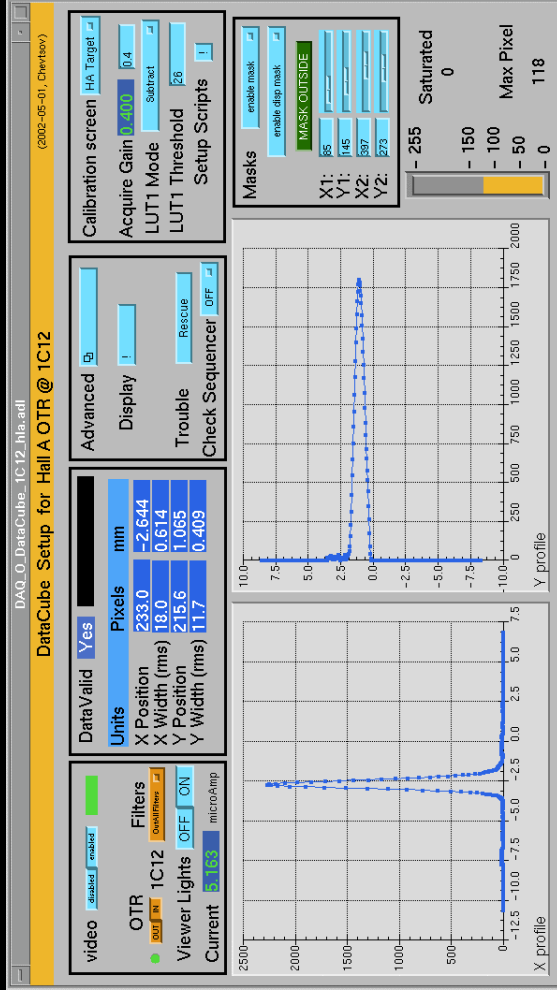 DAQ_O_DataCube_1C12_hla.adl
DataCube Setup for Hall A OTR @ 1C12
(2002-05-01, Chevtsov)
video disabled enabled
OTR Filters
OUT IN 1C12 OutAllFilters
Viewer Lights OFF ON
Current 5.163 microAmp
DataValid Yes
Units Pixels mm
X Position 233.0 -2.644
X Width (rms) 18.0 0.614
Y Position 215.6 1.065
Y Width (rms) 11.7 0.409
Advanced
Display !
Trouble Rescue
Check Sequencer OFF
Calibration screen HA Target
Acquire Gain 0.400 0.4
LUT1 Mode Subtract
LUT1 Threshold 26
Setup Scripts !
2500
2000
1500
1000
500
0
-12.5 -10.0 -7.5 -5.0 -2.5 0.0 2.5 5.0 7.5
X profile
10.0
7.5
5.0
2.5
0.0
-2.5
-5.0
-7.5
-10.0
0 250 500 750 1000 1250 1500 1750 2000
Y profile
Masks
enable mask
enable disp mask
MASK OUTSIDE
X1: 85
Y1: 145
X2: 397
Y2: 273
255
150
100
50
0
Saturated
0
Max Pixel
118